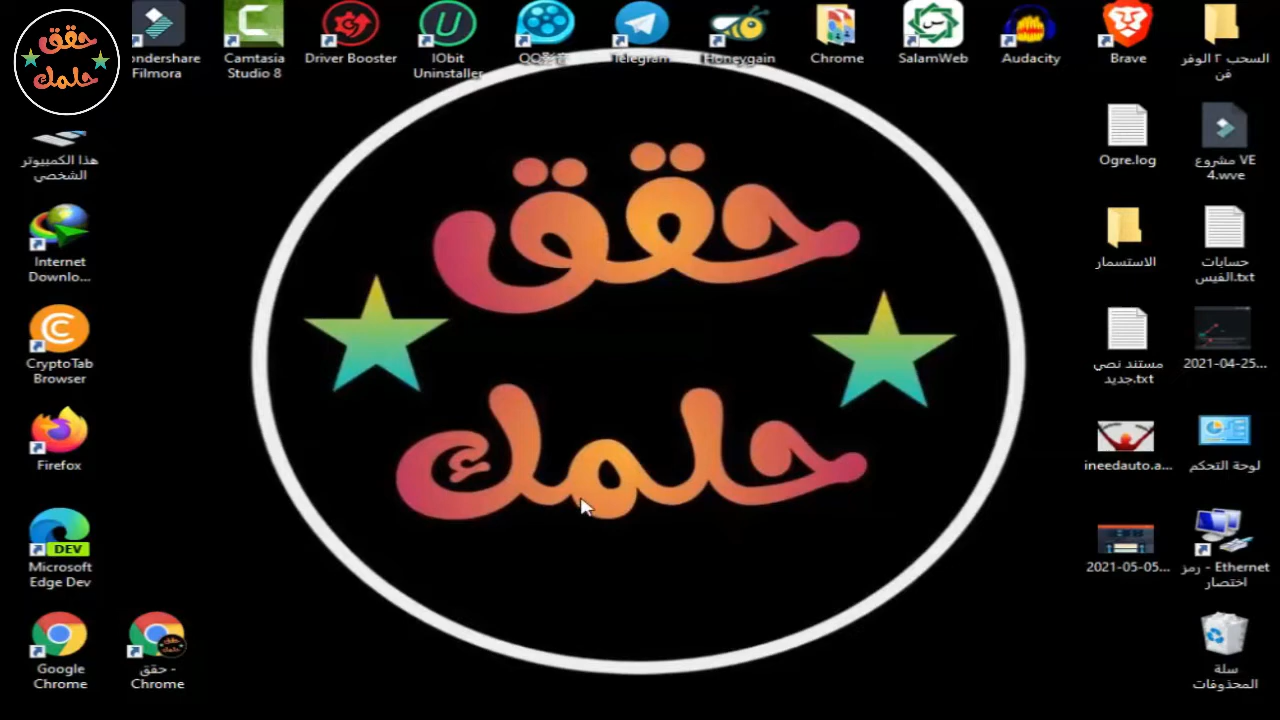 حقق
حلمك
ondershare
Filmora
Camtasia
Studio 8
Driver Booster
IObit
Uninstaller
Telegram
Honeygain
Chrome
SalamWeb
Audacity
Brave
السحب ٢ الوفر
فن
هذا الكمبيوتر
الشخصي
Ogre.log
مشروع VE
4.wve
Internet
Downlo...
الاستسمار
حسابات
الفيس.txt
CryptoTab
Browser
مستند نصي
جديد.txt
2021-04-25...
حقق
حلمك
Firefox
ineedauto.a...
لوحة التحكم
DEV
Microsoft
Edge Dev
2021-05-05...
Ethernet - رمز
اختصار
Google
Chrome
حقق -
Chrome
سلة
المحذوفات